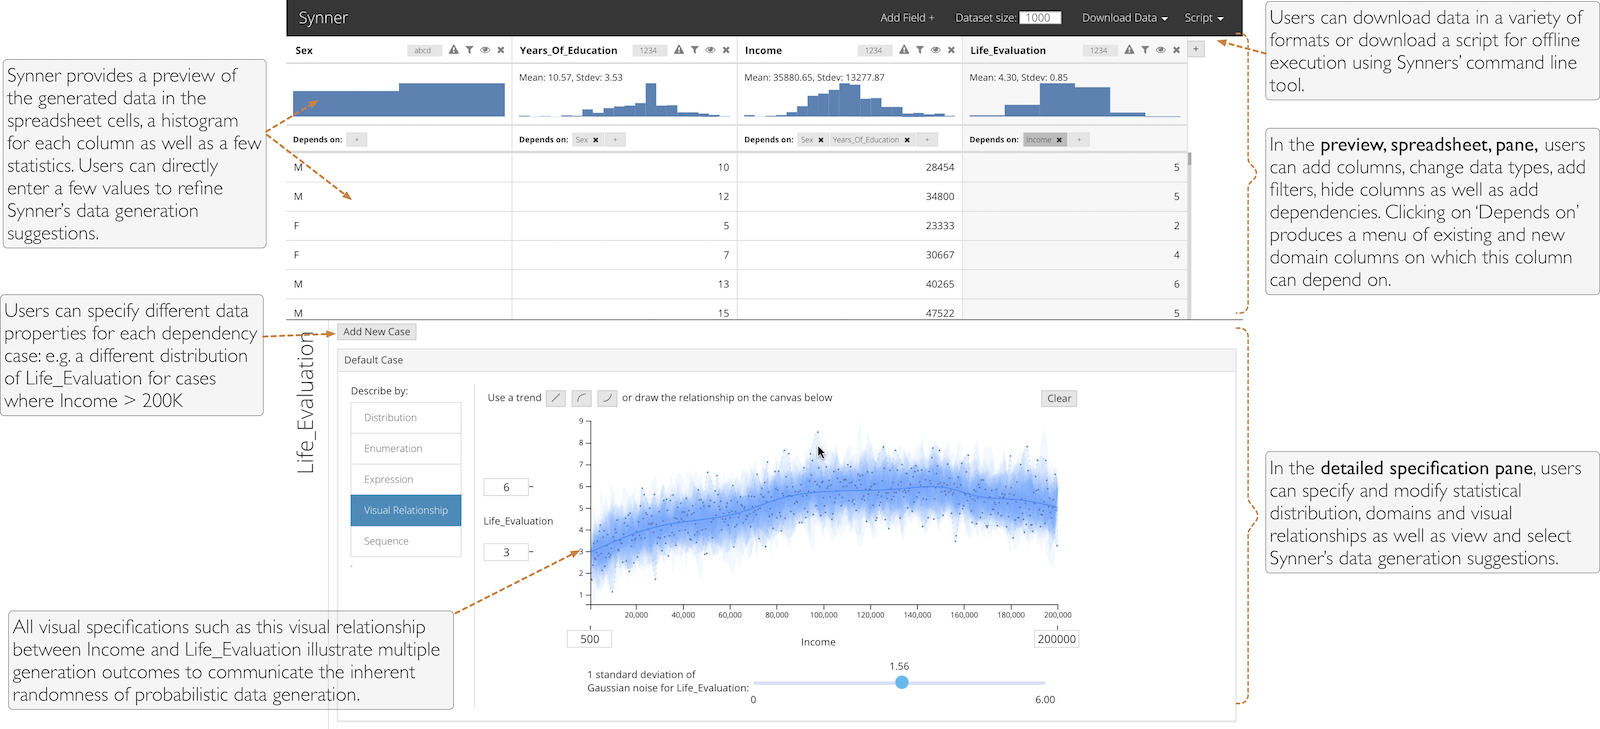 Synner
Add Field +
Dataset size: 1000
Download Data
Script
Sex
abcd
Years_Of_Education
1234
Income
1234
Life_Evaluation
1234
+
Mean: 10.57, Stdev: 3.53
Mean: 35880.65, Stdev: 13277.87
Mean: 4.30, Stdev: 0.85
Depends on: +
Depends on: Sex ✖ +
Depends on: Sex ✖ Years_Of_Education ✖ +
Depends on: Income ✖ +
M 10 28454 5
M 12 34800 5
F 5 23333 2
F 7 30667 4
M 13 40265 6
M 15 47522 5
Synner provides a preview of
the generated data in the
spreadsheet cells, a histogram
for each column as well as a few
statistics. Users can directly
enter a few values to refine
Synner's data generation
suggestions.
Users can specify different data
properties for each dependency
case: e.g. a different distribution
of Life_Evaluation for cases
where Income > 200K
All visual specifications such as this visual relationship
between Income and Life_Evaluation illustrate multiple
generation outcomes to communicate the inherent
randomness of probabilistic data generation.
Users can download data in a variety of
formats or download a script for offline
execution using Synners' command line
tool.
In the preview, spreadsheet, pane, users
can add columns, change data types, add
filters, hide columns as well as add
dependencies. Clicking on 'Depends on'
produces a menu of existing and new
domain columns on which this column
can depend on.
In the detailed specification pane, users
can specify and modify statistical
distribution, domains and visual
relationships as well as view and select
Synner's data generation suggestions.
Life_Evaluation
Add New Case
Default Case
Describe by:
Distribution
Enumeration
Expression
Visual Relationship
Sequence
Use a trend
or draw the relationship on the canvas below
Clear
6
Life_Evaluation
3
9
8
7
6
5
4
3
2
1
20,000 40,000 60,000 80,000 100,000 120,000 140,000 160,000 180,000 200,000
500
Income
200000
1 standard deviation of
Gaussian noise for Life_Evaluation:
1.56
0
6.00